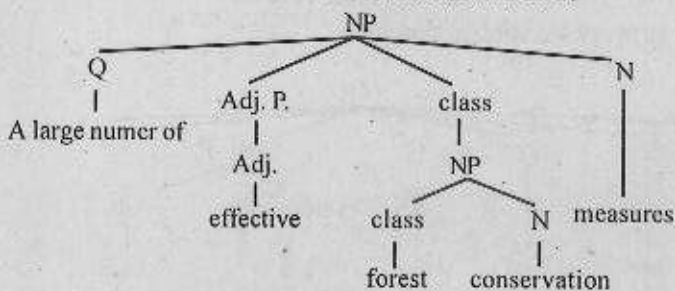 NP
Q N
Adj. P. class
A large numer of
Adj. NP
effective class N measures
forest conservation